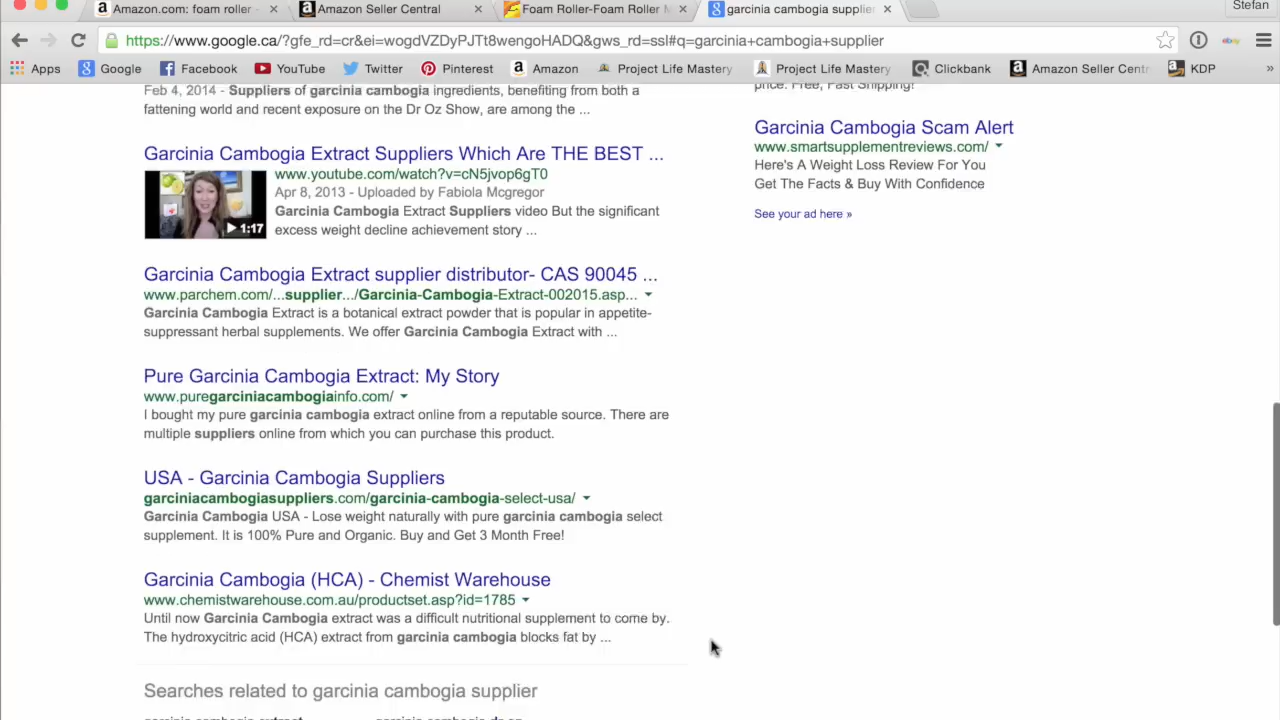 Amazon.com: foam roller
Amazon Seller Central
Foam Roller-Foam Roller M
garcinia cambogia supplier
Stefan
https://www.google.ca/?gfe_rd=cr&ei=wogdVZDyPJTt8wengoHADQ&gws_rd=ssl#q=garcinia+cambogia+supplier
Apps Google Facebook YouTube Twitter Pinterest Amazon Project Life Mastery Project Life Mastery Clickbank Amazon Seller Centr KDP »
Feb 4, 2014 - Suppliers of garcinia cambogia ingredients, benefiting from both a
fattening world and recent exposure on the Dr Oz Show, are among the ...
Garcinia Cambogia Extract Suppliers Which Are THE BEST ...
www.youtube.com/watch?v=cN5jvop6gT0
Apr 8, 2013 - Uploaded by Fabiola Mcgregor
Garcinia Cambogia Extract Suppliers video But the significant
excess weight decline achievement story ...
1:17
Garcinia Cambogia Extract supplier distributor- CAS 90045 ...
www.parchem.com/...supplier.../Garcinia-Cambogia-Extract-002015.asp...
Garcinia Cambogia Extract is a botanical extract powder that is popular in appetite-
suppressant herbal supplements. We offer Garcinia Cambogia Extract with ...
Pure Garcinia Cambogia Extract: My Story
www.puregarciniacambogiainfo.com/
I bought my pure garcinia cambogia extract online from a reputable source. There are
multiple suppliers online from which you can purchase this product.
USA - Garcinia Cambogia Suppliers
garciniacambogiasuppliers.com/garcinia-cambogia-select-usa/
Garcinia Cambogia USA - Lose weight naturally with pure garcinia cambogia select
supplement. It is 100% Pure and Organic. Buy and Get 3 Month Free!
Garcinia Cambogia (HCA) - Chemist Warehouse
www.chemistwarehouse.com.au/productset.asp?id=1785
Until now Garcinia Cambogia extract was a difficult nutritional supplement to come by.
The hydroxycitric acid (HCA) extract from garcinia cambogia blocks fat by ...
Searches related to garcinia cambogia supplier
price: Free, Fast Shipping!
Garcinia Cambogia Scam Alert
www.smartsupplementreviews.com/
Here's A Weight Loss Review For You
Get The Facts & Buy With Confidence
See your ad here »